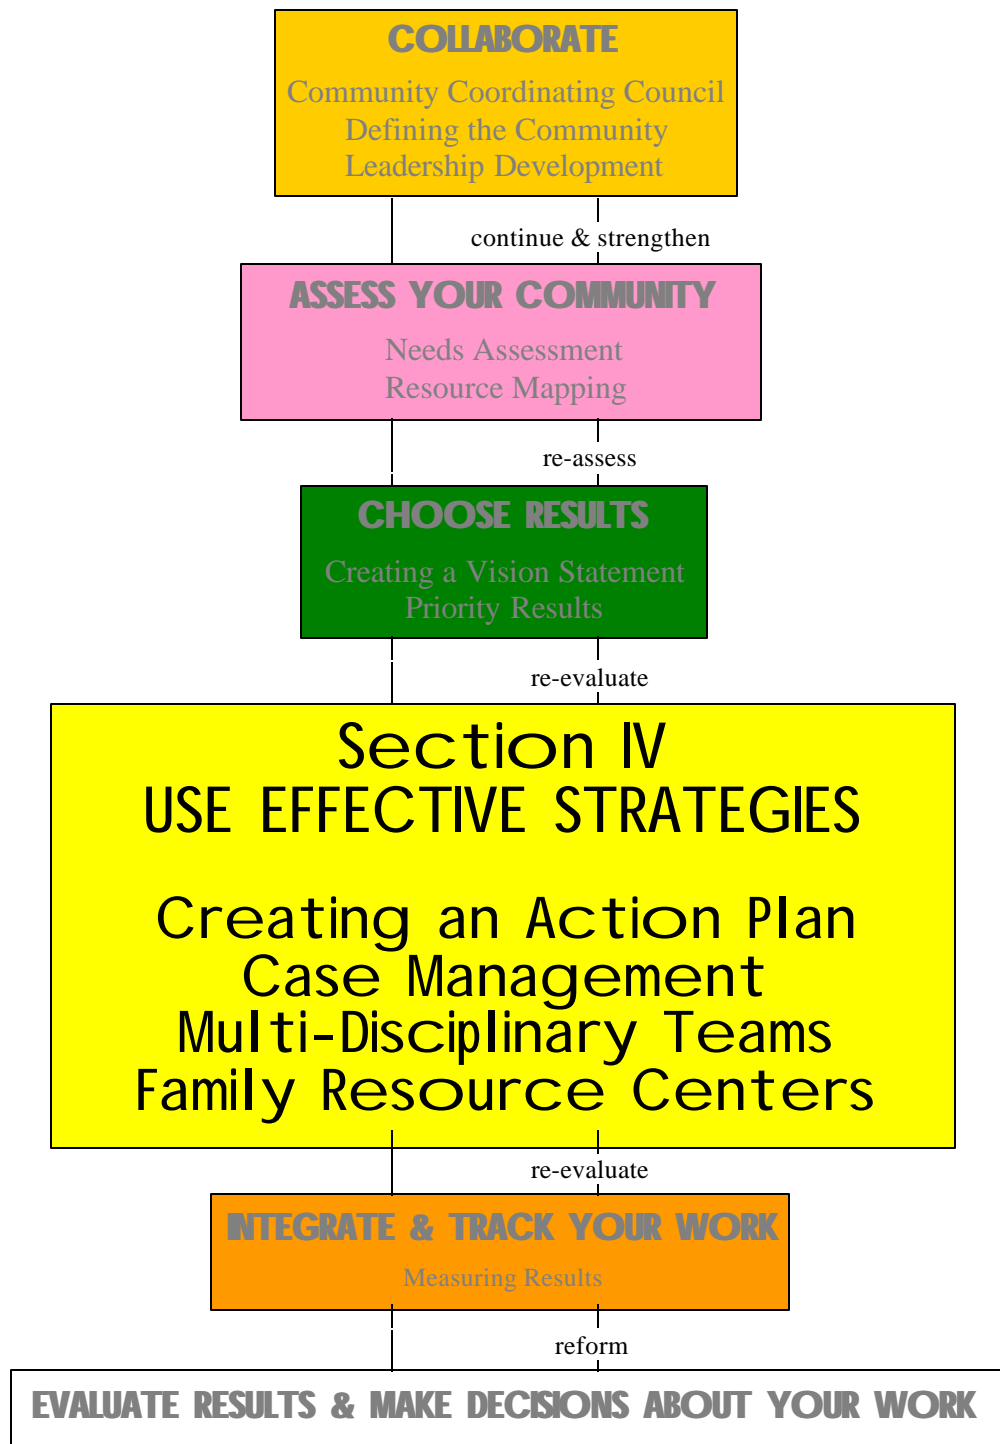 COLLABORATE
Community Coordinating Council
Defining the Community
Leadership Development
continue & strengthen
ASSESS YOUR COMMUNITY
Needs Assessment
Resource Mapping
re-assess
CHOOSE RESULTS
Creating a Vision Statement
Priority Results
re-evaluate
Section IV
USE EFFECTIVE STRATEGIES
Creating an Action Plan
Case Management
Multi-Disciplinary Teams
Family Resource Centers
re-evaluate
INTEGRATE & TRACK YOUR WORK
Measuring Results
reform
EVALUATE RESULTS & MAKE DECISIONS ABOUT YOUR WORK